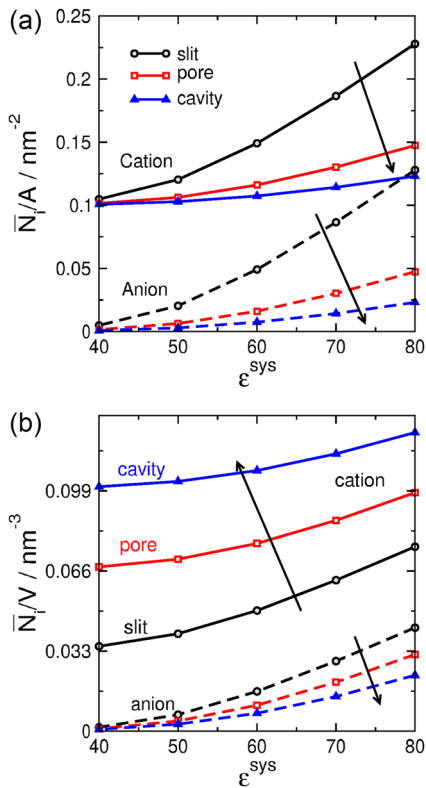 (a)
0.25
0.2
0.15
0.1
0.05
0
slit
pore
cavity
Cation
Anion
N̅i/A / nm-2
40 50 60 70 80
εsys
(b)
0.099
0.066
0.033
0
cavity
cation
pore
slit
anion
N̅i/V / nm-3
40 50 60 70 80
εsys